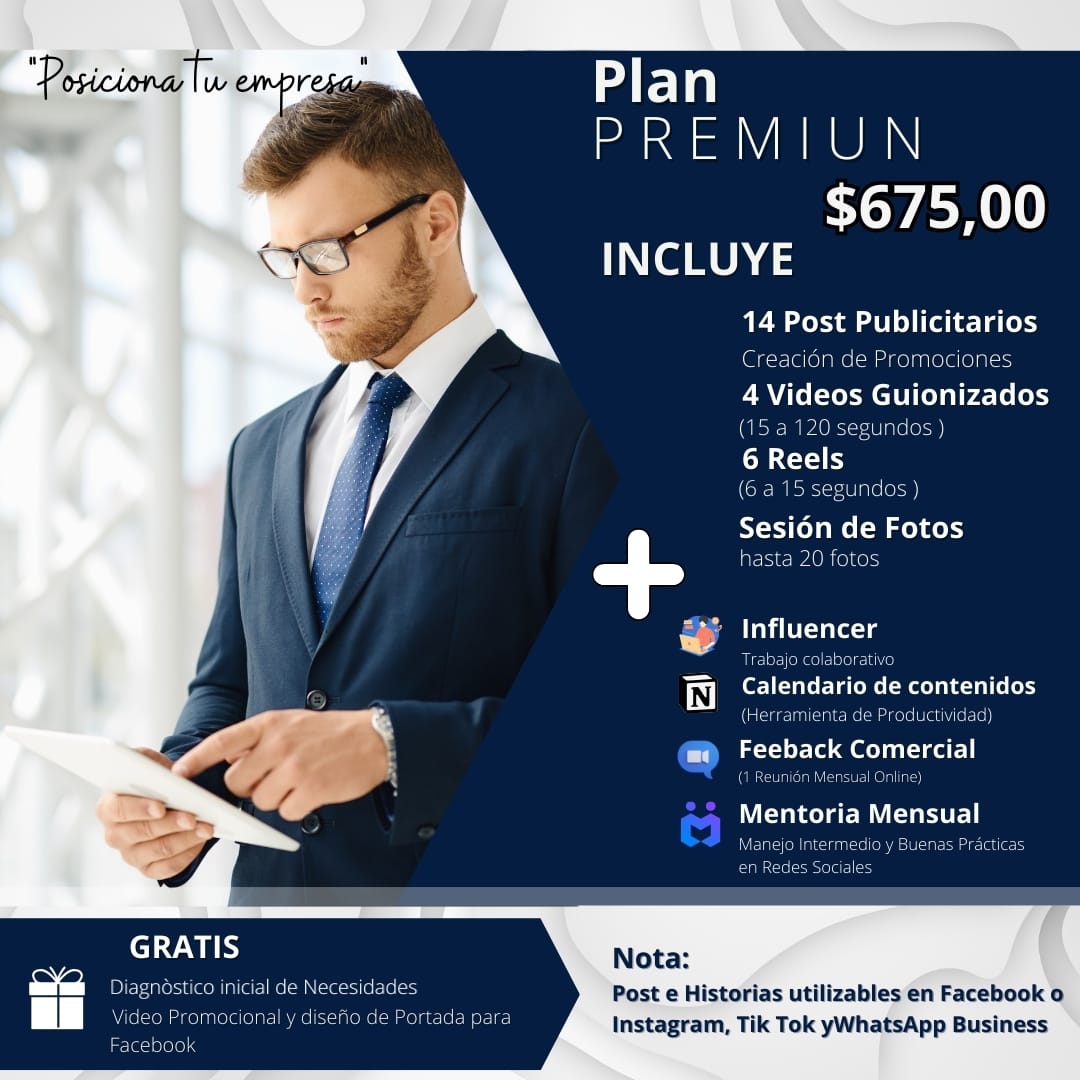 "Posiciona Tu empresa"
Plan
PREMIUN
$675,00
INCLUYE
14 Post Publicitarios
Creación de Promociones
4 Videos Guionizados
(15 a 120 segundos )
6 Reels
(6 a 15 segundos )
Sesión de Fotos
hasta 20 fotos
Influencer
Trabajo colaborativo
N
Calendario de contenidos
(Herramienta de Productividad)
Feeback Comercial
(1 Reunión Mensual Online)
Mentoria Mensual
Manejo Intermedio y Buenas Prácticas
en Redes Sociales
GRATIS
Diagnòstico inicial de Necesidades
Video Promocional y diseño de Portada para
Facebook
Nota:
Post e Historias utilizables en Facebook o
Instagram, Tik Tok yWhatsApp Business